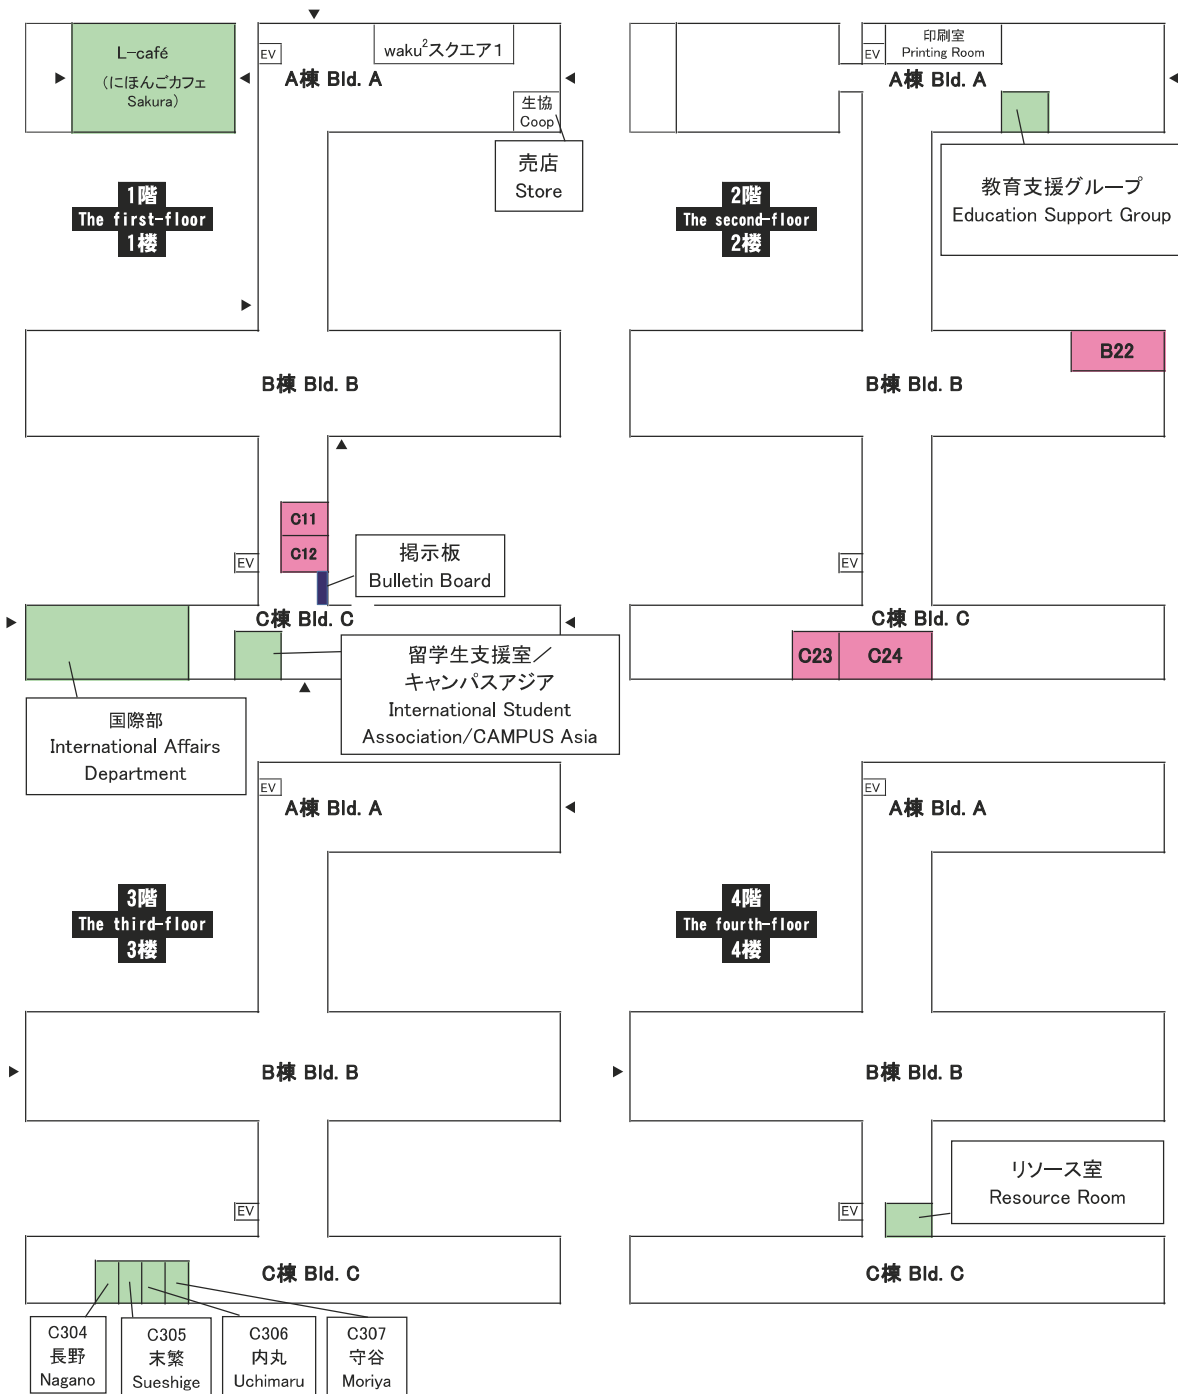 L-café
（にほんごカフェ
Sakura）
EV
waku²スクエア1
A棟 Bld. A
生協
Coop
売店
Store
1階
The first-floor
1楼
B棟 Bld. B
C11
C12
EV
掲示板
Bulletin Board
C棟 Bld. C
留学生支援室／
キャンパスアジア
International Student
Association/CAMPUS Asia
国際部
International Affairs
Department
EV
印刷室
Printing Room
A棟 Bld. A
教育支援グループ
Education Support Group
2階
The second-floor
2楼
B22
B棟 Bld. B
EV
C棟 Bld. C
C23
C24
EV
A棟 Bld. A
3階
The third-floor
3楼
B棟 Bld. B
EV
C棟 Bld. C
C304
長野
Nagano
C305
末繁
Sueshige
C306
内丸
Uchimaru
C307
守谷
Moriya
EV
A棟 Bld. A
4階
The fourth-floor
4楼
B棟 Bld. B
リソース室
Resource Room
EV
C棟 Bld. C